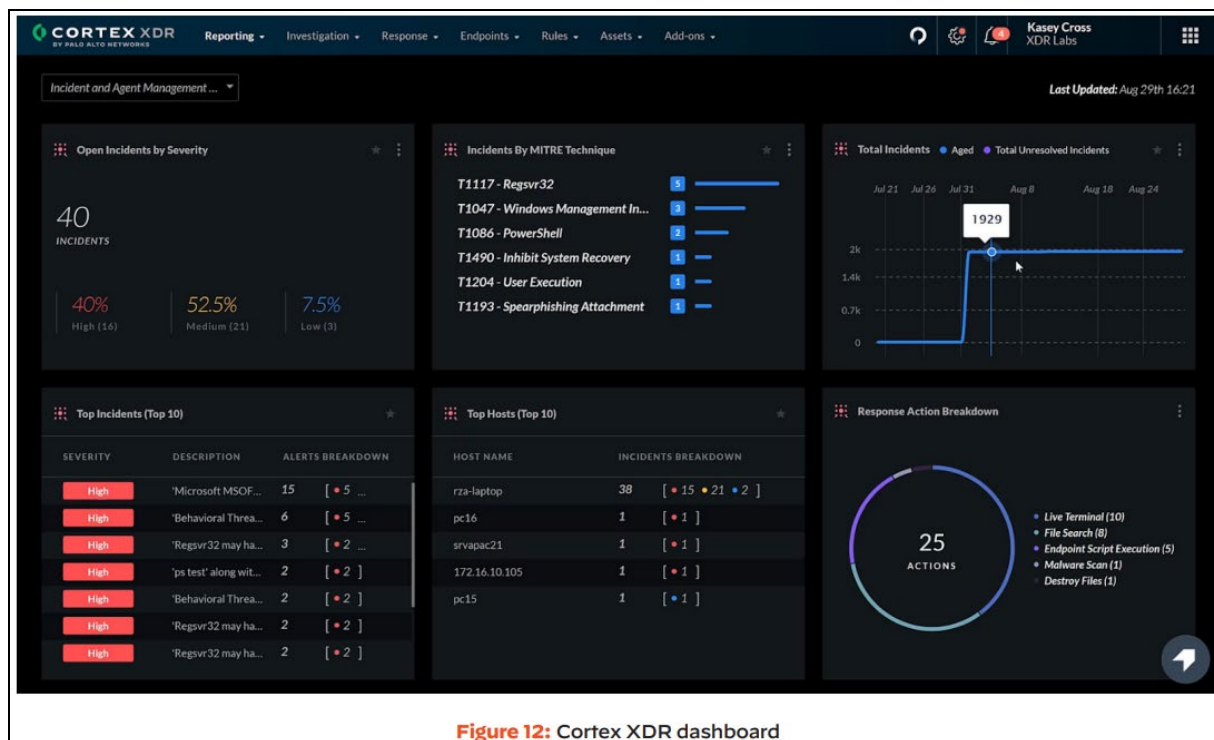 CORTEX XDR
BY PALO ALTO NETWORKS
Reporting
Investigation
Response
Endpoints
Rules
Assets
Add-ons
4
Kasey Cross
XDR Labs
Incident and Agent Management ...
Last Updated: Aug 29th 16:21
Open Incidents by Severity
40
INCIDENTS
40%
High (16)
52.5%
Medium (21)
7.5%
Low (3)
Incidents By MITRE Technique
T1117 - Regsvr32 5
T1047 - Windows Management In... 3
T1086 - PowerShell 2
T1490 - Inhibit System Recovery 1
T1204 - User Execution 1
T1193 - Spearphishing Attachment 1
Total Incidents Aged Total Unresolved Incidents
Jul 21 Jul 26 Jul 31 Aug 8 Aug 18 Aug 24
1929
2k
1.4k
0.7k
0
Top Incidents (Top 10)
SEVERITY DESCRIPTION ALERTS BREAKDOWN
High 'Microsoft MSOF... 15 [ • 5 ...
High 'Behavioral Threa... 6 [ • 5 ...
High 'Regsvr32 may ha... 3 [ • 2 ...
High 'ps test' along wit... 2 [ • 2 ]
High 'Behavioral Threa... 2 [ • 2 ]
High 'Regsvr32 may ha... 2 [ • 2 ]
High 'Regsvr32 may ha... 2 [ • 2 ]
Top Hosts (Top 10)
HOST NAME INCIDENTS BREAKDOWN
rza-laptop 38 [ • 15 • 21 • 2 ]
pc16 1 [ • 1 ]
srvapac21 1 [ • 1 ]
172.16.10.105 1 [ • 1 ]
pc15 1 [ • 1 ]
Response Action Breakdown
25
ACTIONS
Live Terminal (10)
File Search (8)
Endpoint Script Execution (5)
Malware Scan (1)
Destroy Files (1)
Figure 12: Cortex XDR dashboard